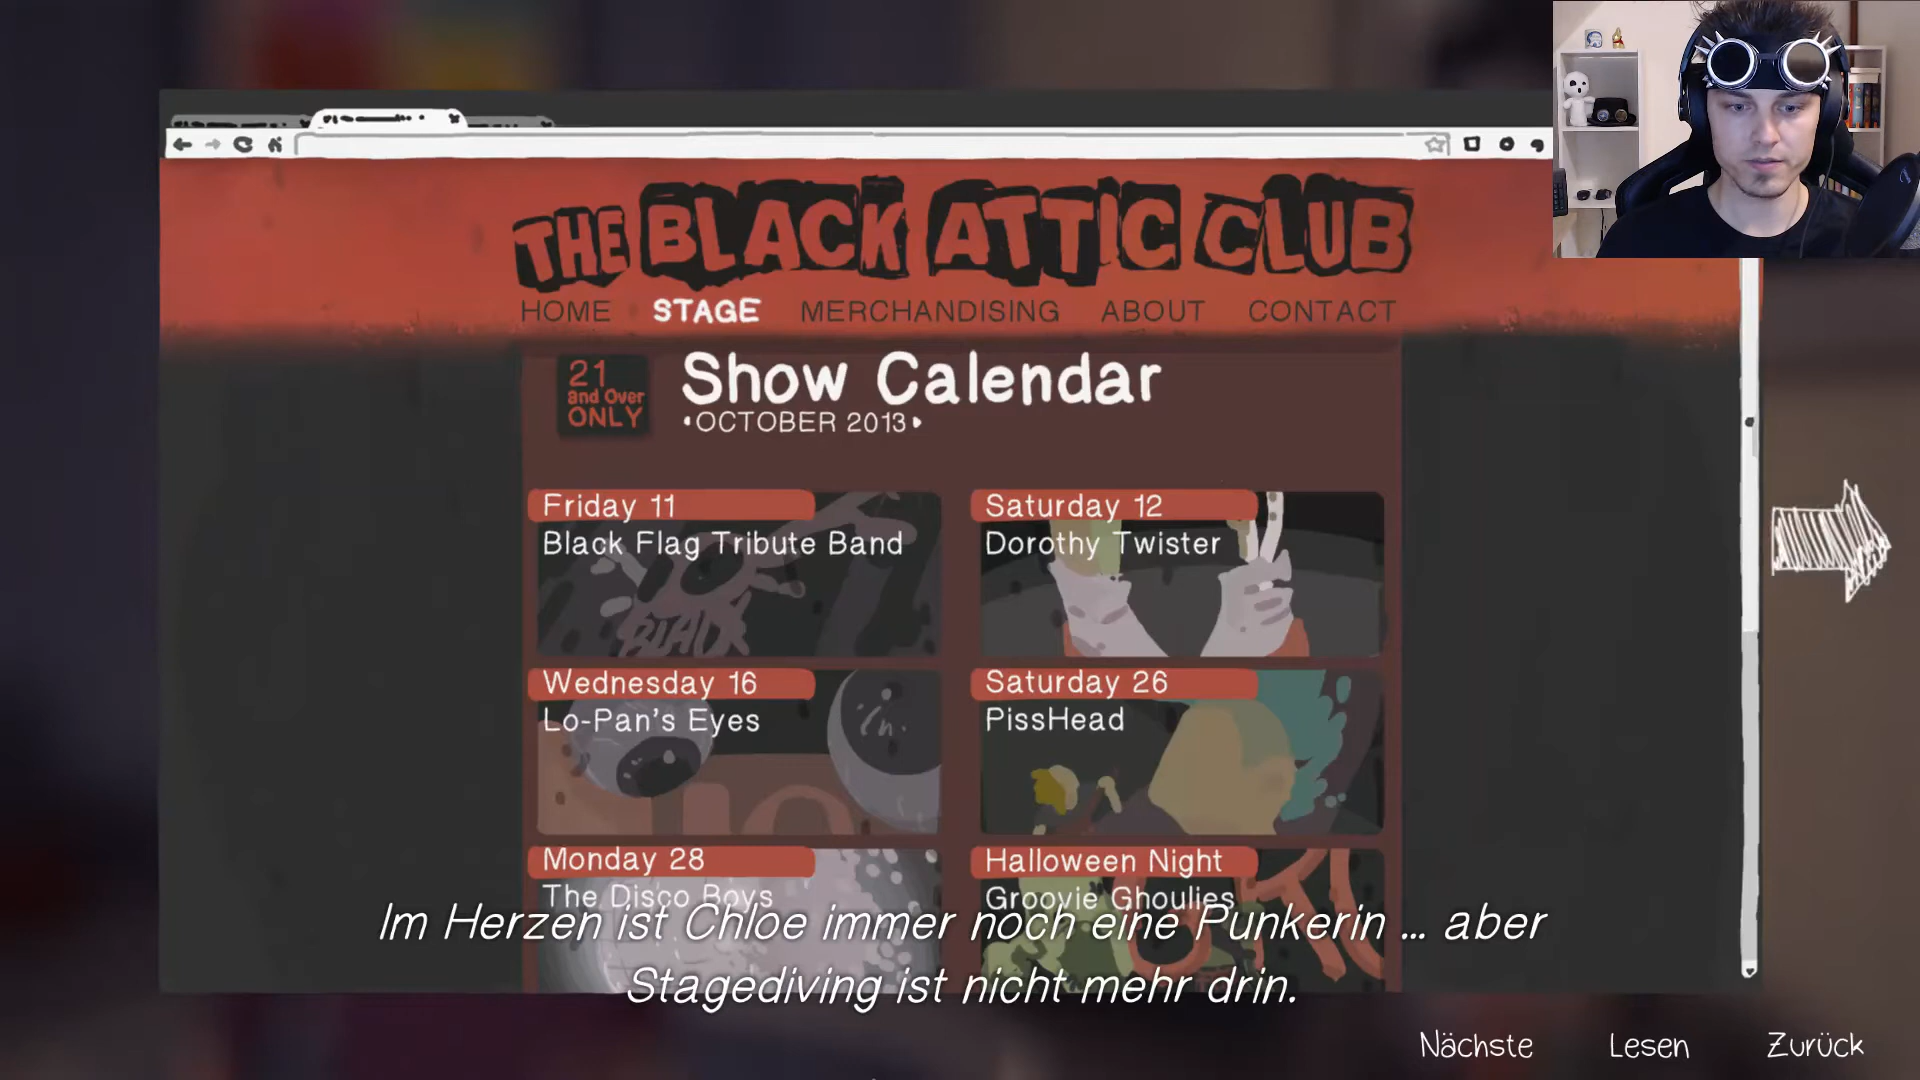 THE BLACK ATTIC CLUB
HOME STAGE MERCHANDISING ABOUT CONTACT
21
and Over
ONLY
Show Calendar
OCTOBER 2013
Friday 11
Black Flag Tribute Band
BLACK
Saturday 12
Dorothy Twister
Wednesday 16
Lo-Pan's Eyes
Saturday 26
PissHead
Monday 28
The Disco Boys
Halloween Night
Groovie Ghoulies
Im Herzen ist Chloe immer noch eine Punkerin ... aber
Stagediving ist nicht mehr drin.
Nächste Lesen Zurück